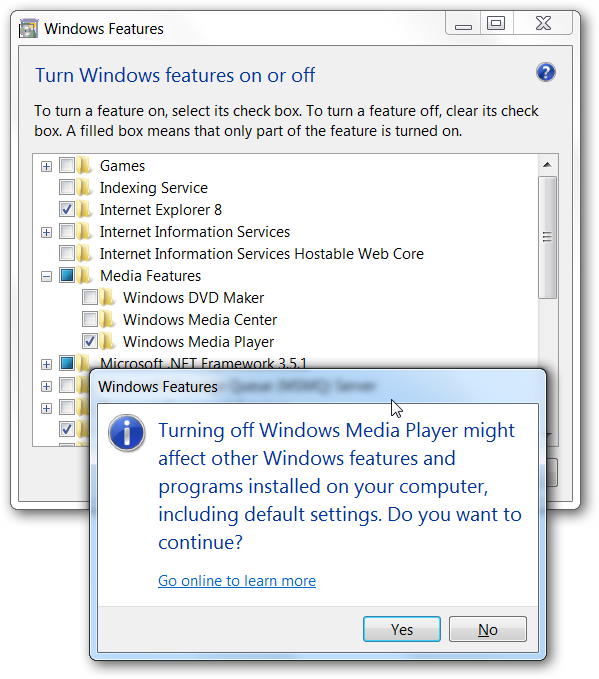 Windows Features
Turn Windows features on or off
To turn a feature on, select its check box. To turn a feature off, clear its check
box. A filled box means that only part of the feature is turned on.
Games
Indexing Service
Internet Explorer 8
Internet Information Services
Internet Information Services Hostable Web Core
Media Features
Windows DVD Maker
Windows Media Center
Windows Media Player
Microsoft .NET Framework 3.5.1
Queue (MSMQ) Server
Windows Features
Turning off Windows Media Player might
affect other Windows features and
programs installed on your computer,
including default settings. Do you want to
continue?
Go online to learn more
Yes
No